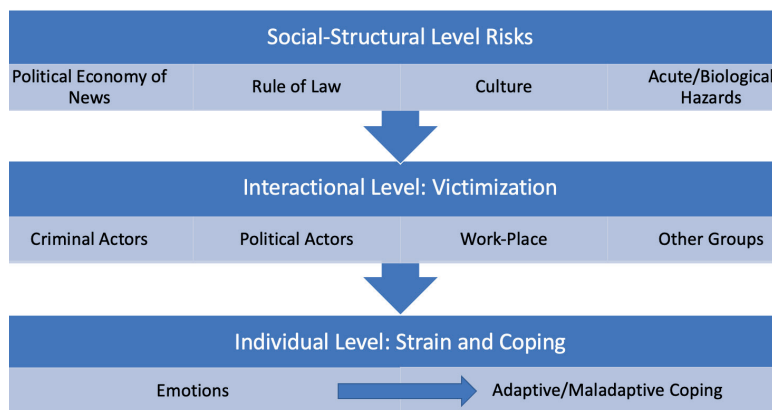 Social-Structural Level Risks
Political Economy of
News
Rule of Law
Culture
Acute/Biological
Hazards
Interactional Level: Victimization
Criminal Actors
Political Actors
Work-Place
Other Groups
Individual Level: Strain and Coping
Emotions
Adaptive/Maladaptive Coping